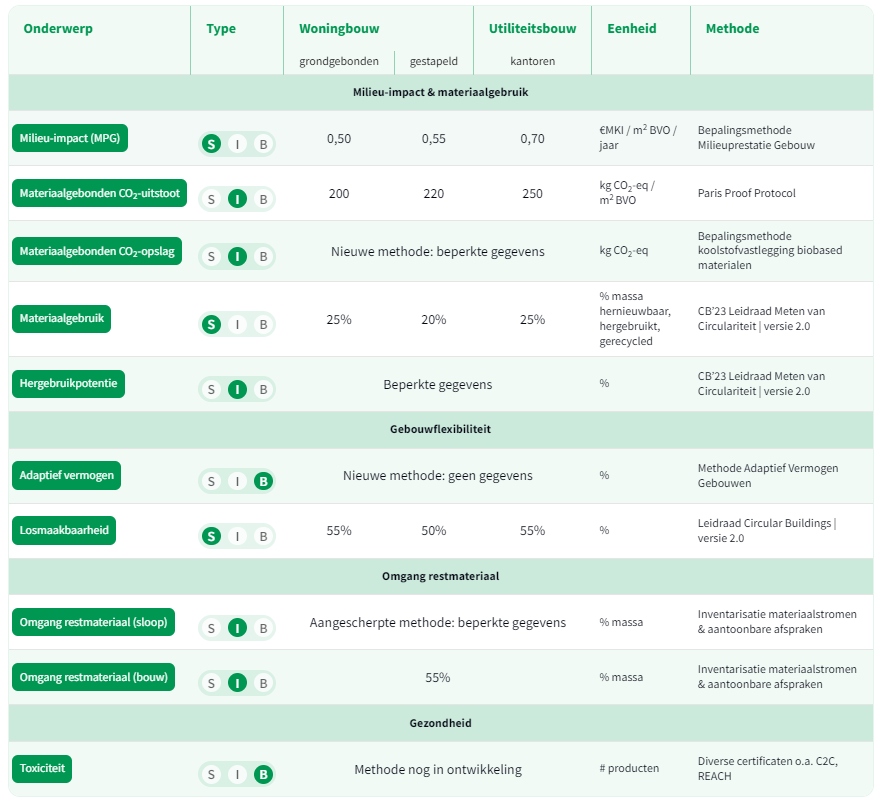 Onderwerp
Type
Woningbouw
Utiliteitsbouw
Eenheid
Methode
grondgebonden
gestapeld
kantoren
Milieu-impact & materiaalgebruik
Milieu-impact (MPG)
S I B
0,50
0,55
0,70
€MKI / m² BVO /
jaar
Bepalingsmethode
Milieuprestatie Gebouw
Materiaalgebonden CO₂-uitstoot
S I B
200
220
250
kg CO₂-eq /
m² BVO
Paris Proof Protocol
Materiaalgebonden CO₂-opslag
S I B
Nieuwe methode: beperkte gegevens
kg CO₂-eq
Bepalingsmethode
koolstofvastlegging biobased
materialen
Materiaalgebruik
S I B
25%
20%
25%
% massa
hernieuwbaar,
hergebruikt,
gerecycled
CB'23 Leidraad Meten van
Circulariteit | versie 2.0
Hergebruikpotentie
S I B
Beperkte gegevens
%
CB'23 Leidraad Meten van
Circulariteit | versie 2.0
Gebouwflexibiliteit
Adaptief vermogen
S I B
Nieuwe methode: geen gegevens
%
Methode Adaptief Vermogen
Gebouwen
Losmaakbaarheid
S I B
55%
50%
55%
%
Leidraad Circular Buildings |
versie 2.0
Omgang restmateriaal
Omgang restmateriaal (sloop)
S I B
Aangescherpte methode: beperkte gegevens
% massa
Inventarisatie materiaalstromen
& aantoonbare afspraken
Omgang restmateriaal (bouw)
S I B
55%
% massa
Inventarisatie materiaalstromen
& aantoonbare afspraken
Gezondheid
Toxiciteit
S I B
Methode nog in ontwikkeling
# producten
Diverse certificaten o.a. C2C,
REACH